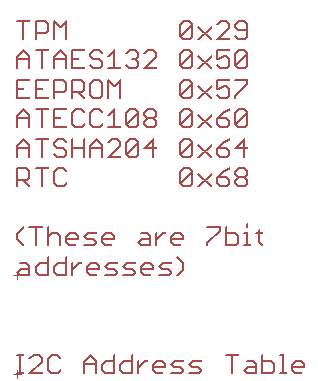 TPM 0x29
ATAES132 0x50
EEPROM 0x57
ATECC108 0x60
ATSHA204 0x64
RTC 0x68
(These are 7bit
addresses)
I2C Address Table